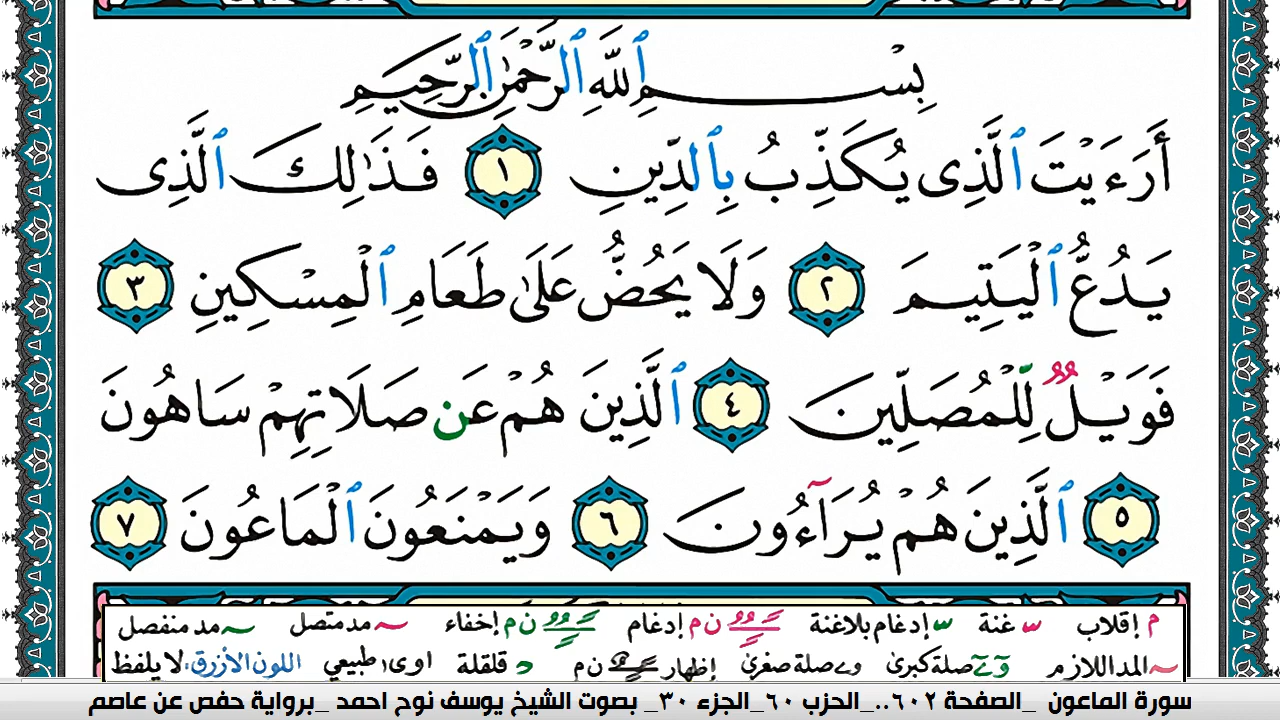 بِسْمِ ٱللَّهِ ٱلرَّحْمَٰنِ ٱلرَّحِيمِ
أَرَءَيْتَ ٱلَّذِى يُكَذِّبُ بِٱلدِّينِ ١ فَذَٰلِكَ ٱلَّذِى
يَدُعُّ ٱلْيَتِيمَ ٢ وَلَا يَحُضُّ عَلَىٰ طَعَامِ ٱلْمِسْكِينِ ٣
فَوَيْلٌ لِّلْمُصَلِّينَ ٤ ٱلَّذِينَ هُمْ عَن صَلَاتِهِمْ سَاهُونَ
٥ ٱلَّذِينَ هُمْ يُرَآءُونَ ٦ وَيَمْنَعُونَ ٱلْمَاعُونَ ٧
م إقلاب غنة إدغام بلاغنة ن م إدغام ن م إخفاء مد متصل مد منفصل
المد اللازم صلة كبرىٰ صلة صغرىٰ إظهار ن م قلقلة اوى طبيعي اللون الأزرق، لا يلفظ
سورة الماعون _الصفحة ٦٠٢.._الحزب ٦٠_الجزء ٣٠_ بصوت الشيخ يوسف نوح احمد _برواية حفص عن عاصم